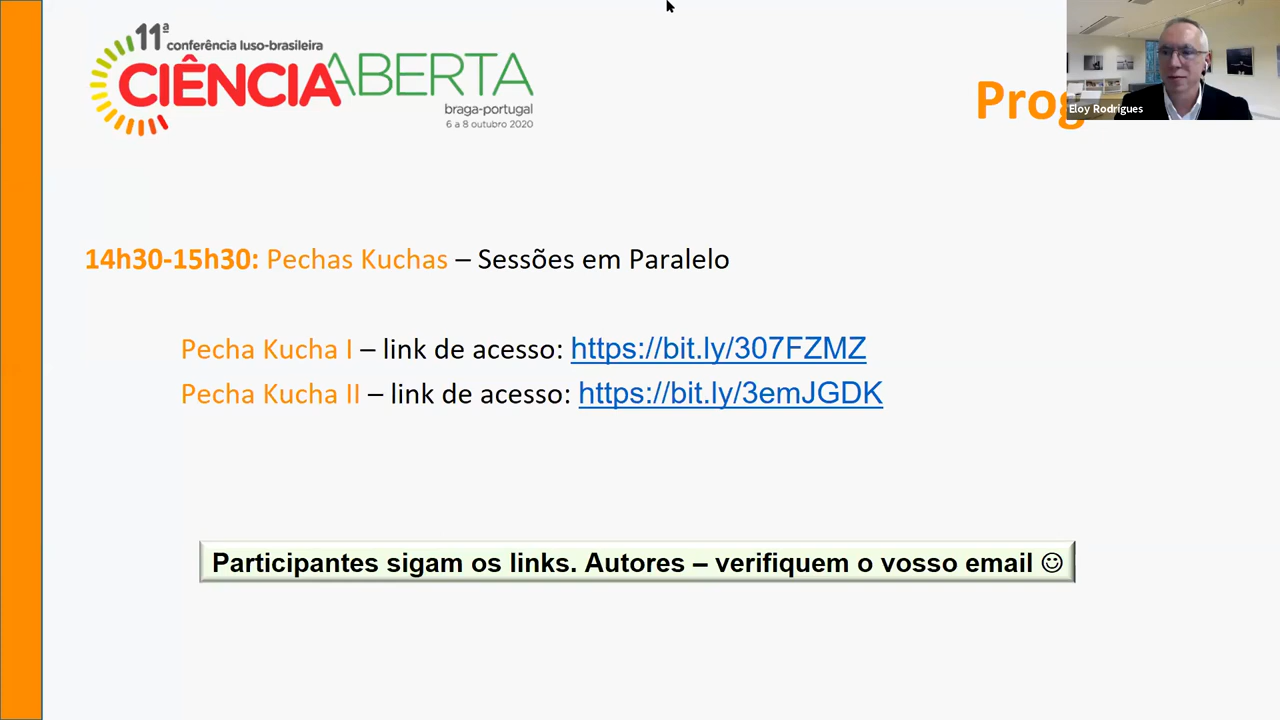 11ª conferência luso-brasileira
CIÊNCIA ABERTA
braga-portugal
6 a 8 outubro 2020
Eloy Rodrigues
14h30-15h30: Pechas Kuchas – Sessões em Paralelo
Pecha Kucha I – link de acesso: https://bit.ly/307FZMZ
Pecha Kucha II – link de acesso: https://bit.ly/3emJGDK
Participantes sigam os links. Autores – verifiquem o vosso email ☺